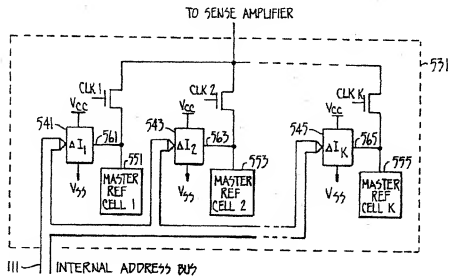 TO SENSE AMPLIFIER
531
CLK 1
CLK 2
CLK K
VCC
VCC
VCC
541
543
545
ΔI1
561
ΔI2
563
ΔIK
565
551
553
555
VSS
VSS
VSS
MASTER
REF
CELL 1
MASTER
REF
CELL 2
MASTER
REF
CELL K
111
INTERNAL ADDRESS BUS